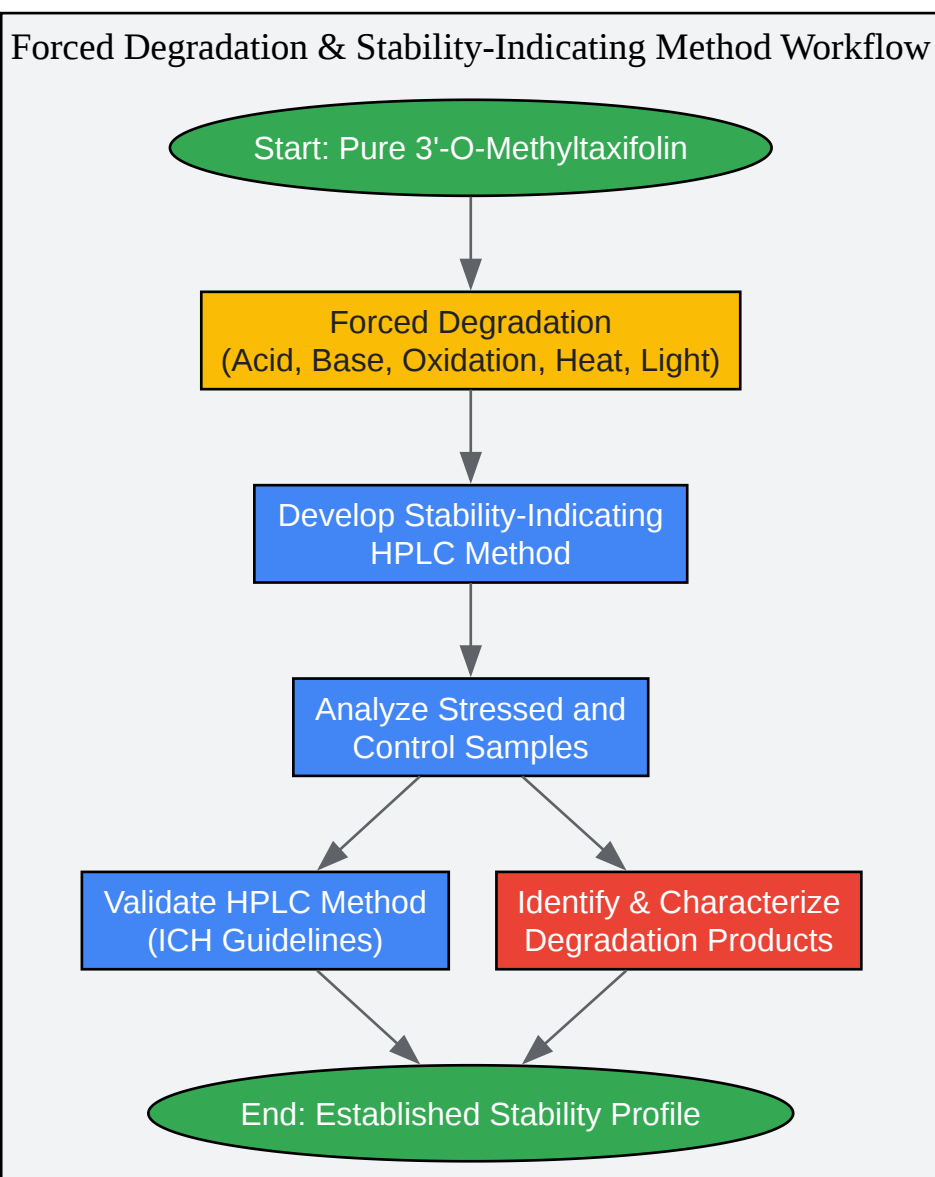 Forced Degradation & Stability-Indicating Method Workflow
Start: Pure 3'-O-Methyltaxifolin
Forced Degradation
(Acid, Base, Oxidation, Heat, Light)
Develop Stability-Indicating
HPLC Method
Analyze Stressed and
Control Samples
Validate HPLC Method
(ICH Guidelines)
Identify & Characterize
Degradation Products
End: Established Stability Profile